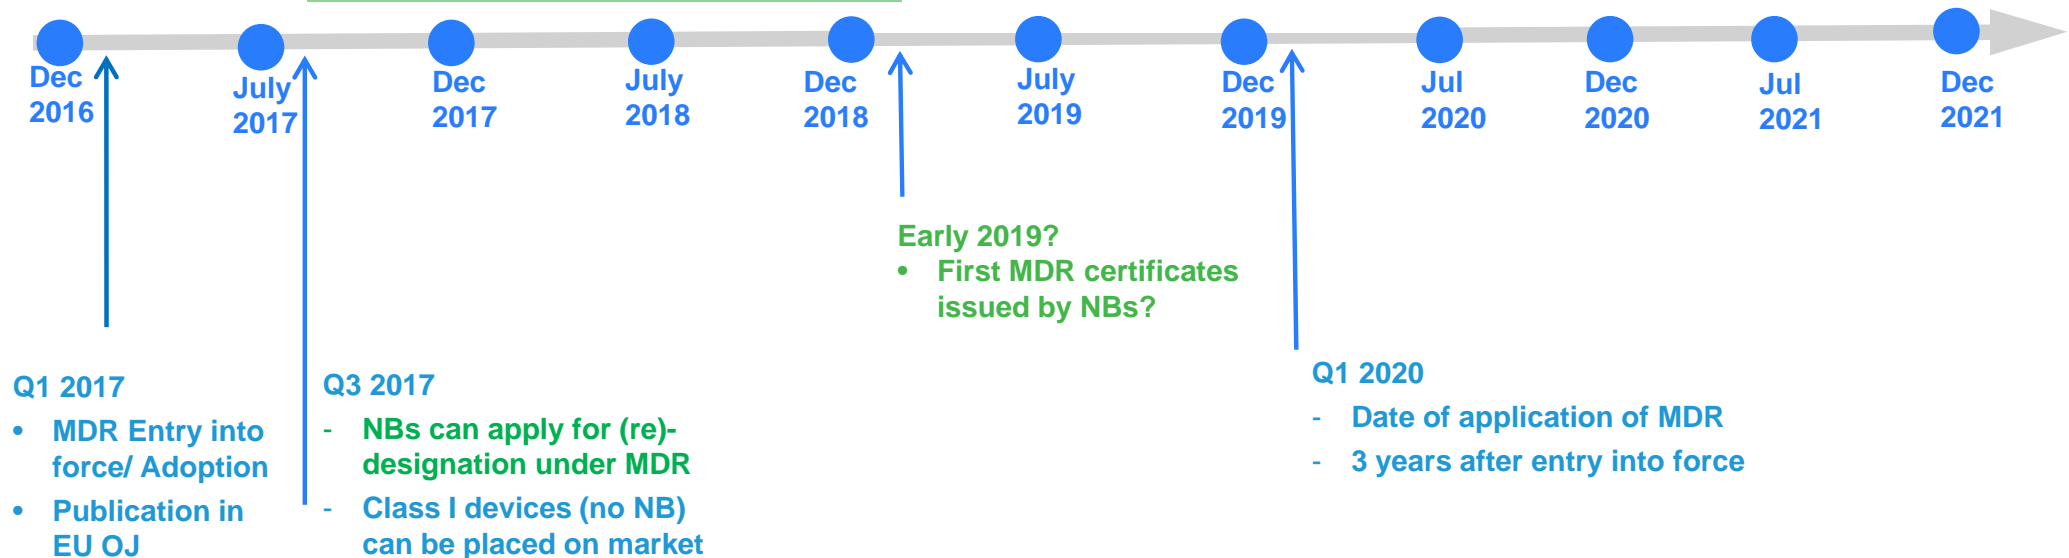 Dec
2016
July
2017
Dec
2017
July
2018
Dec
2018
July
2019
Dec
2019
Jul
2020
Dec
2020
Jul
2021
Dec
2021
Early 2019?
• First MDR certificates
issued by NBs?
Q1 2017
• MDR Entry into
force/ Adoption
• Publication in
EU OJ
Q3 2017
- NBs can apply for (re)-
designation under MDR
- Class I devices (no NB)
can be placed on market
Q1 2020
- Date of application of MDR
- 3 years after entry into force